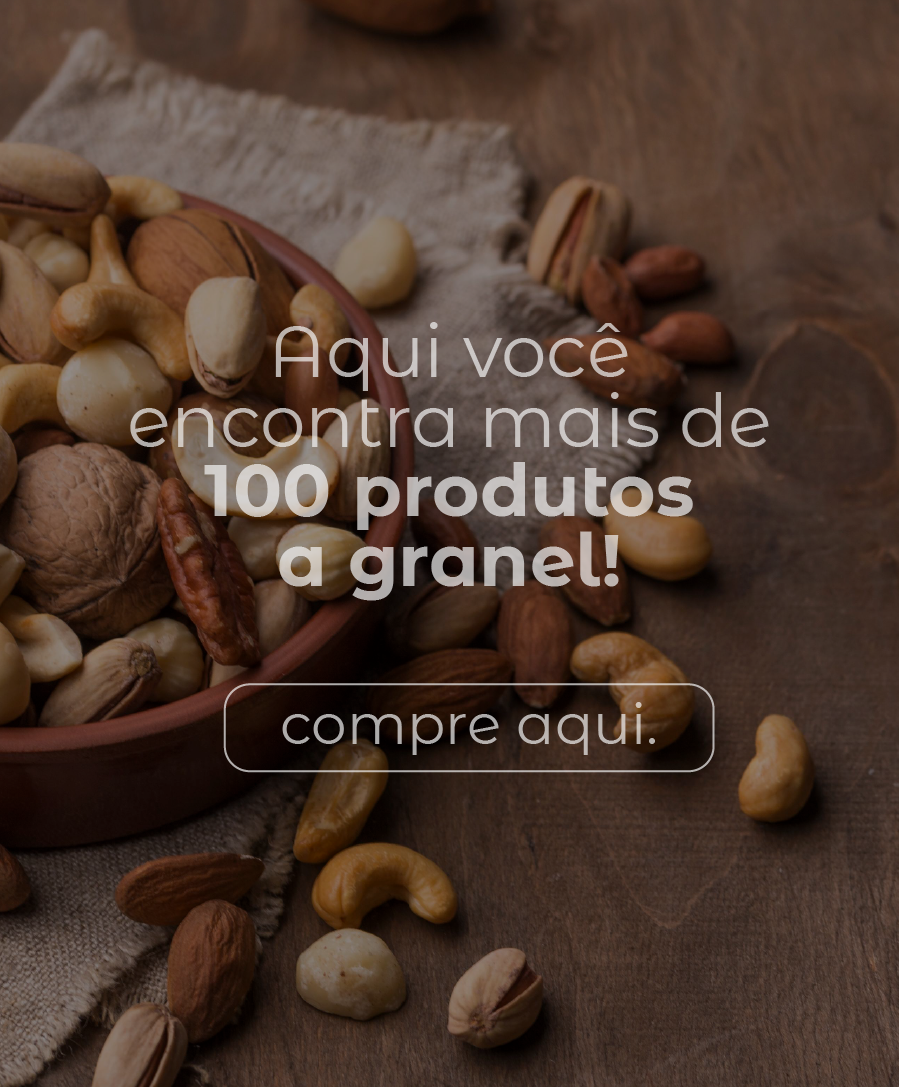 Aqui você
encontra mais de
100 produtos
a granel!
compre aqui.